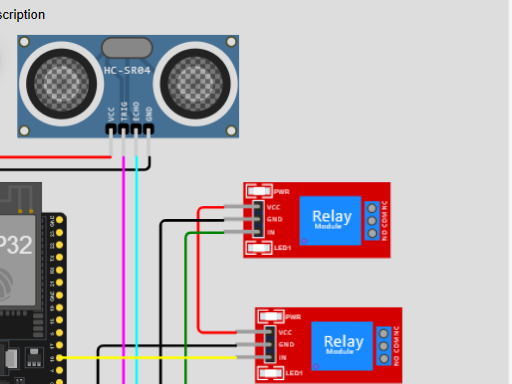 scription
HC-SR04
VCC
TRIG
ECHO
GND
PWR
VCC
GND
IN
Relay
Module
NO COM NC
LED1
P32
PWR
VCC
GND
IN
Relay
Module
NO COM NC
LED1